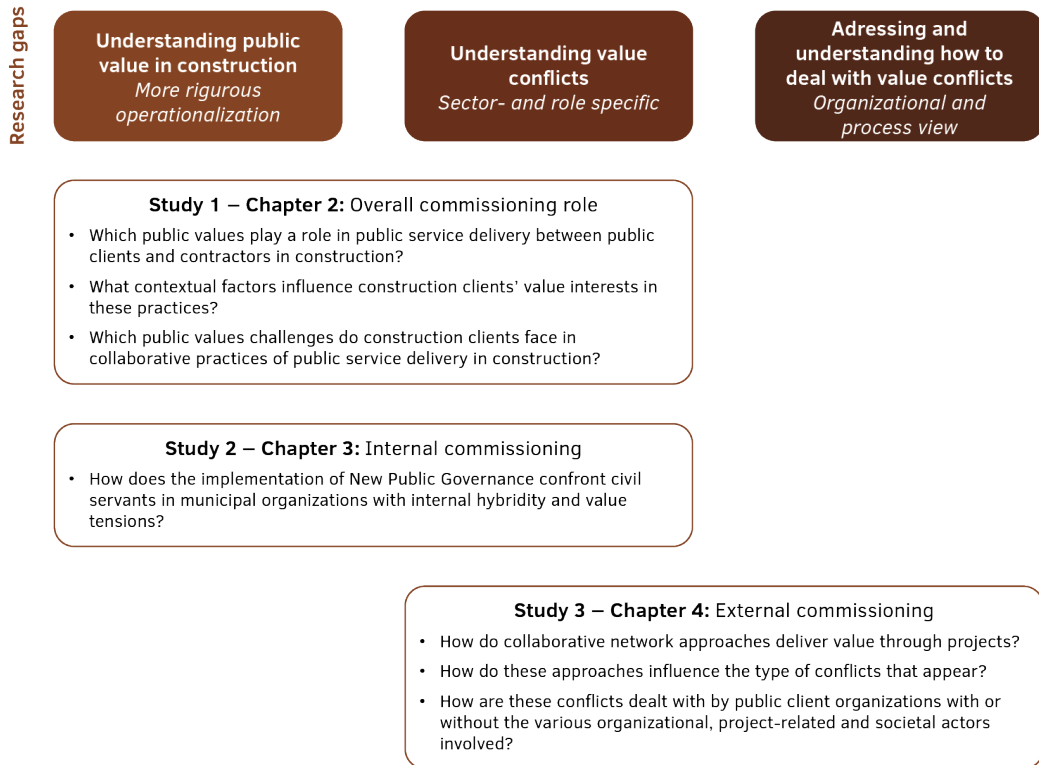 Research gaps
Understanding public
value in construction
More rigurous
operationalization
Understanding value
conflicts
Sector- and role specific
Adressing and
understanding how to
deal with value conflicts
Organizational and
process view
Study 1 – Chapter 2: Overall commissioning role
• Which public values play a role in public service delivery between public
clients and contractors in construction?
• What contextual factors influence construction clients’ value interests in
these practices?
• Which public values challenges do construction clients face in
collaborative practices of public service delivery in construction?
Study 2 – Chapter 3: Internal commissioning
• How does the implementation of New Public Governance confront civil
servants in municipal organizations with internal hybridity and value
tensions?
Study 3 – Chapter 4: External commissioning
• How do collaborative network approaches deliver value through projects?
• How do these approaches influence the type of conflicts that appear?
• How are these conflicts dealt with by public client organizations with or
without the various organizational, project-related and societal actors
involved?